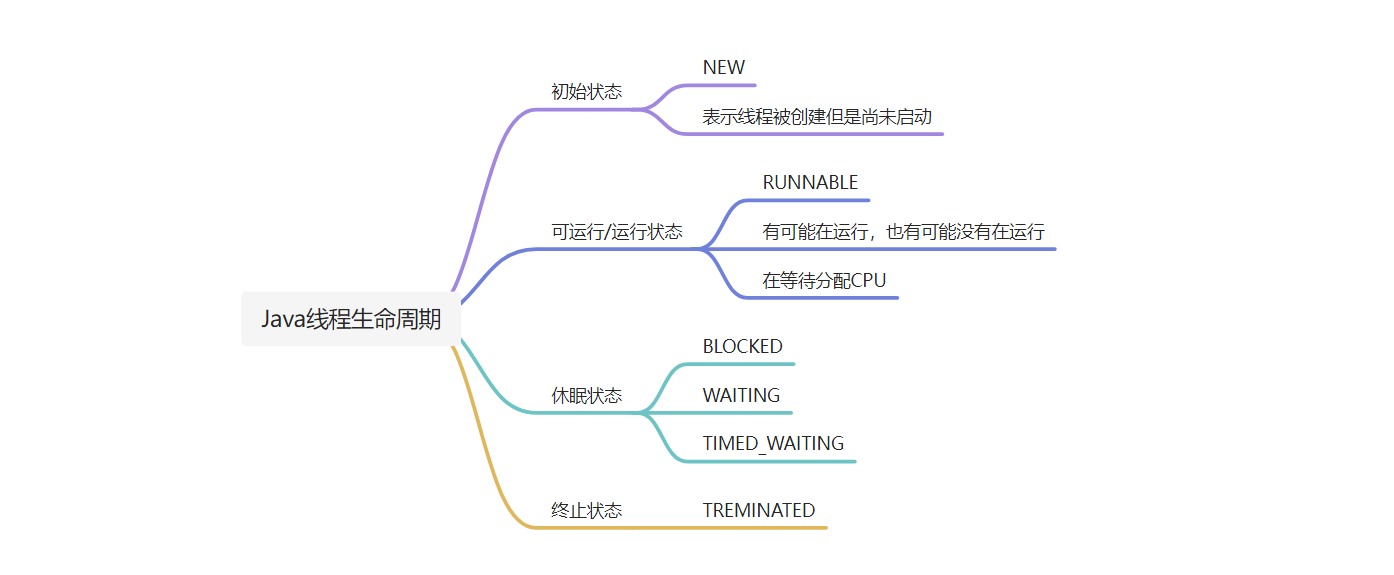 Java线程生命周期
初始状态
NEW
表示线程被创建但是尚未启动
可运行/运行状态
RUNNABLE
有可能在运行，也有可能没有在运行
在等待分配CPU
休眠状态
BLOCKED
WAITING
TIMED_WAITING
终止状态
TREMINATED